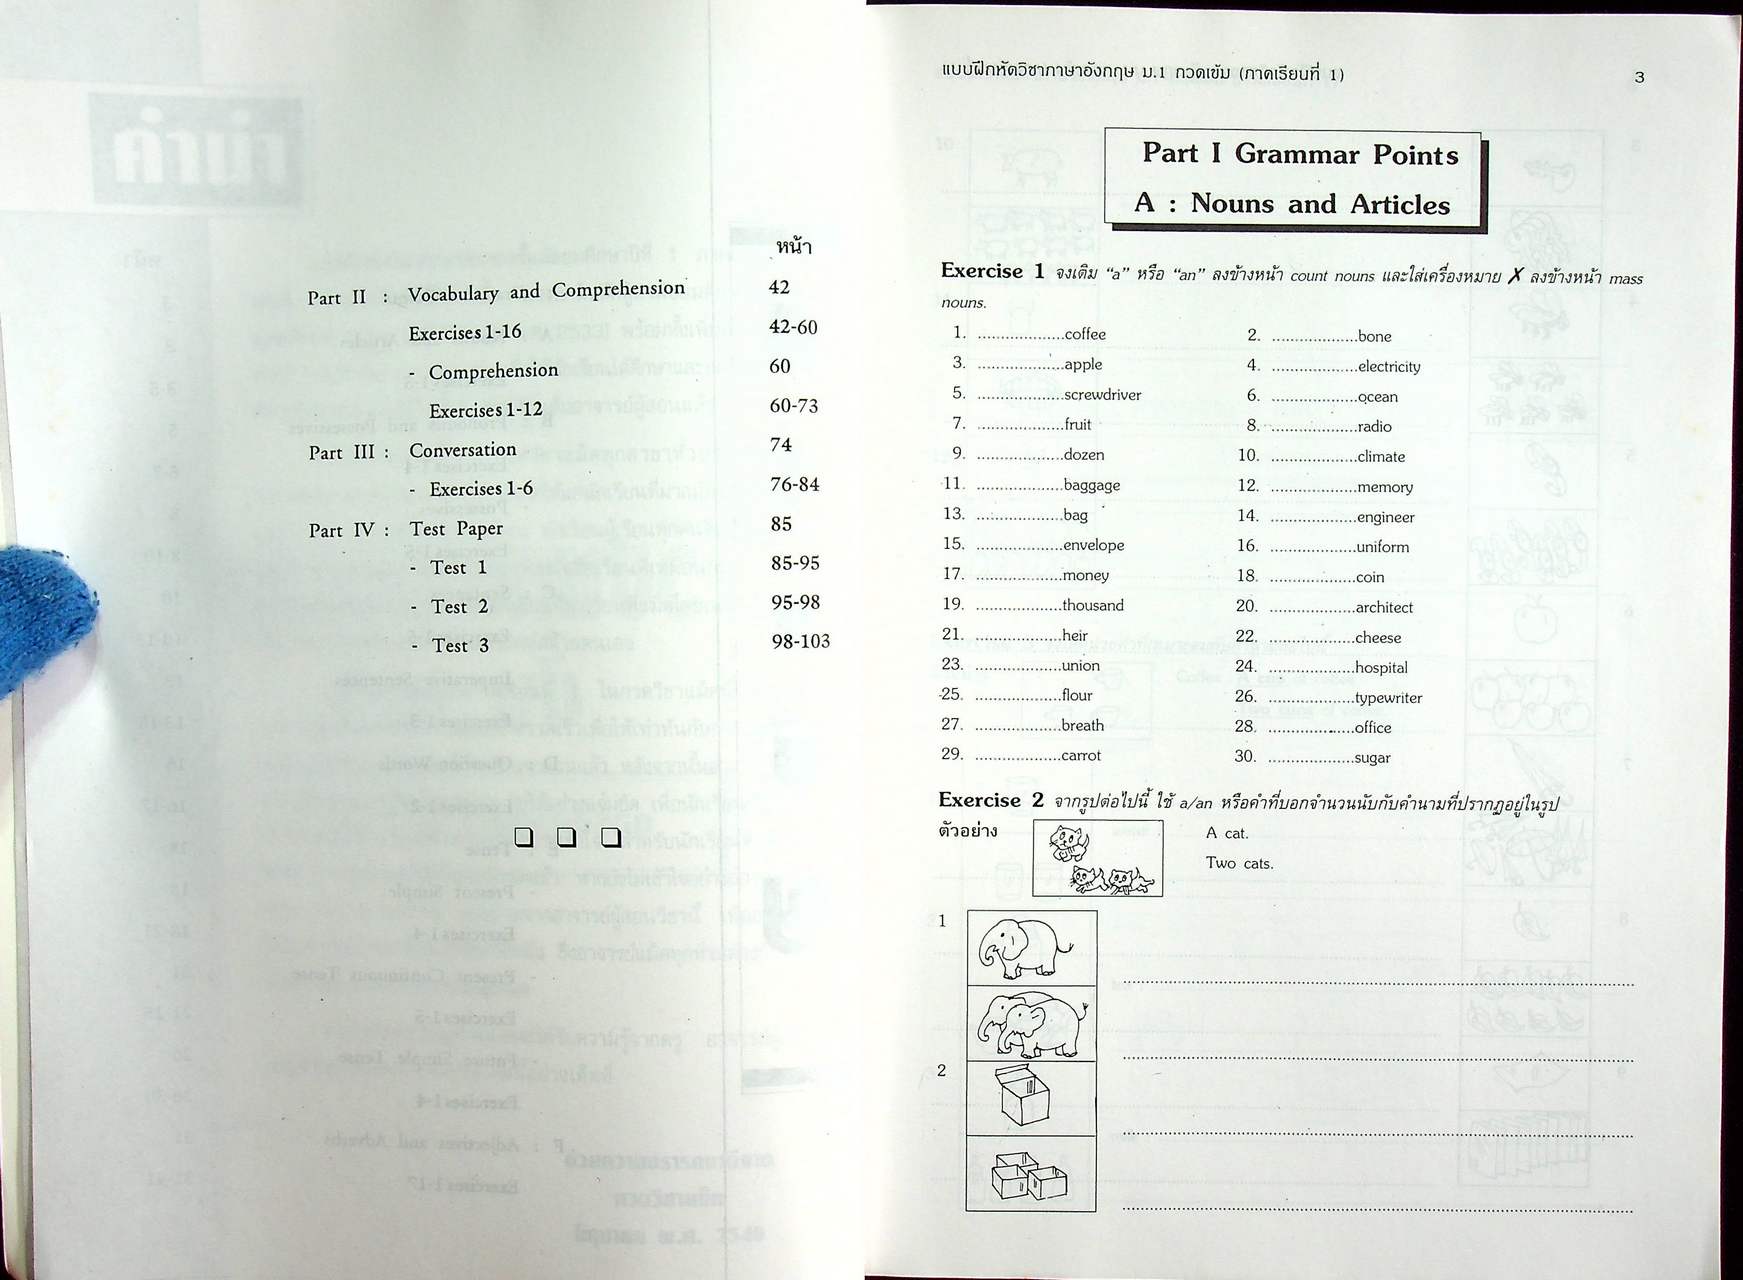 หน้า
Part II : Vocabulary and Comprehension 42
Exercises 1-16 42-60
- Comprehension 60
Exercises 1-12 60-73
Part III : Conversation 74
- Exercises 1-6 76-84
Part IV : Test Paper 85
- Test 1 85-95
- Test 2 95-98
- Test 3 98-103
แบบฝึกหัดวิชาภาษาอังกฤษ ม.1 กวดเข้ม (ภาคเรียนที่ 1) 3
Part I Grammar Points
A : Nouns and Articles
Exercise 1 จงเติม “a” หรือ “an” ลงข้างหน้า count nouns และใส่เครื่องหมาย ✗ ลงข้างหน้า mass
nouns.
1. ....................coffee 2. ....................bone
3. ....................apple 4. ....................electricity
5. ....................screwdriver 6. ....................ocean
7. ....................fruit 8. ....................radio
9. ....................dozen 10. ....................climate
11. ....................baggage 12. ....................memory
13. ....................bag 14. ....................engineer
15. ....................envelope 16. ....................uniform
17. ....................money 18. ....................coin
19. ....................thousand 20. ....................architect
21. ....................heir 22. ....................cheese
23. ....................union 24. ....................hospital
25. ....................flour 26. ....................typewriter
27. ....................breath 28. ....................office
29. ....................carrot 30. ....................sugar
Exercise 2 จากรูปต่อไปนี้ ใช้ a/an หรือคำที่บอกจำนวนนับกับคำนามที่ปรากฏอยู่ในรูป
ตัวอย่าง A cat.
Two cats.
1
2